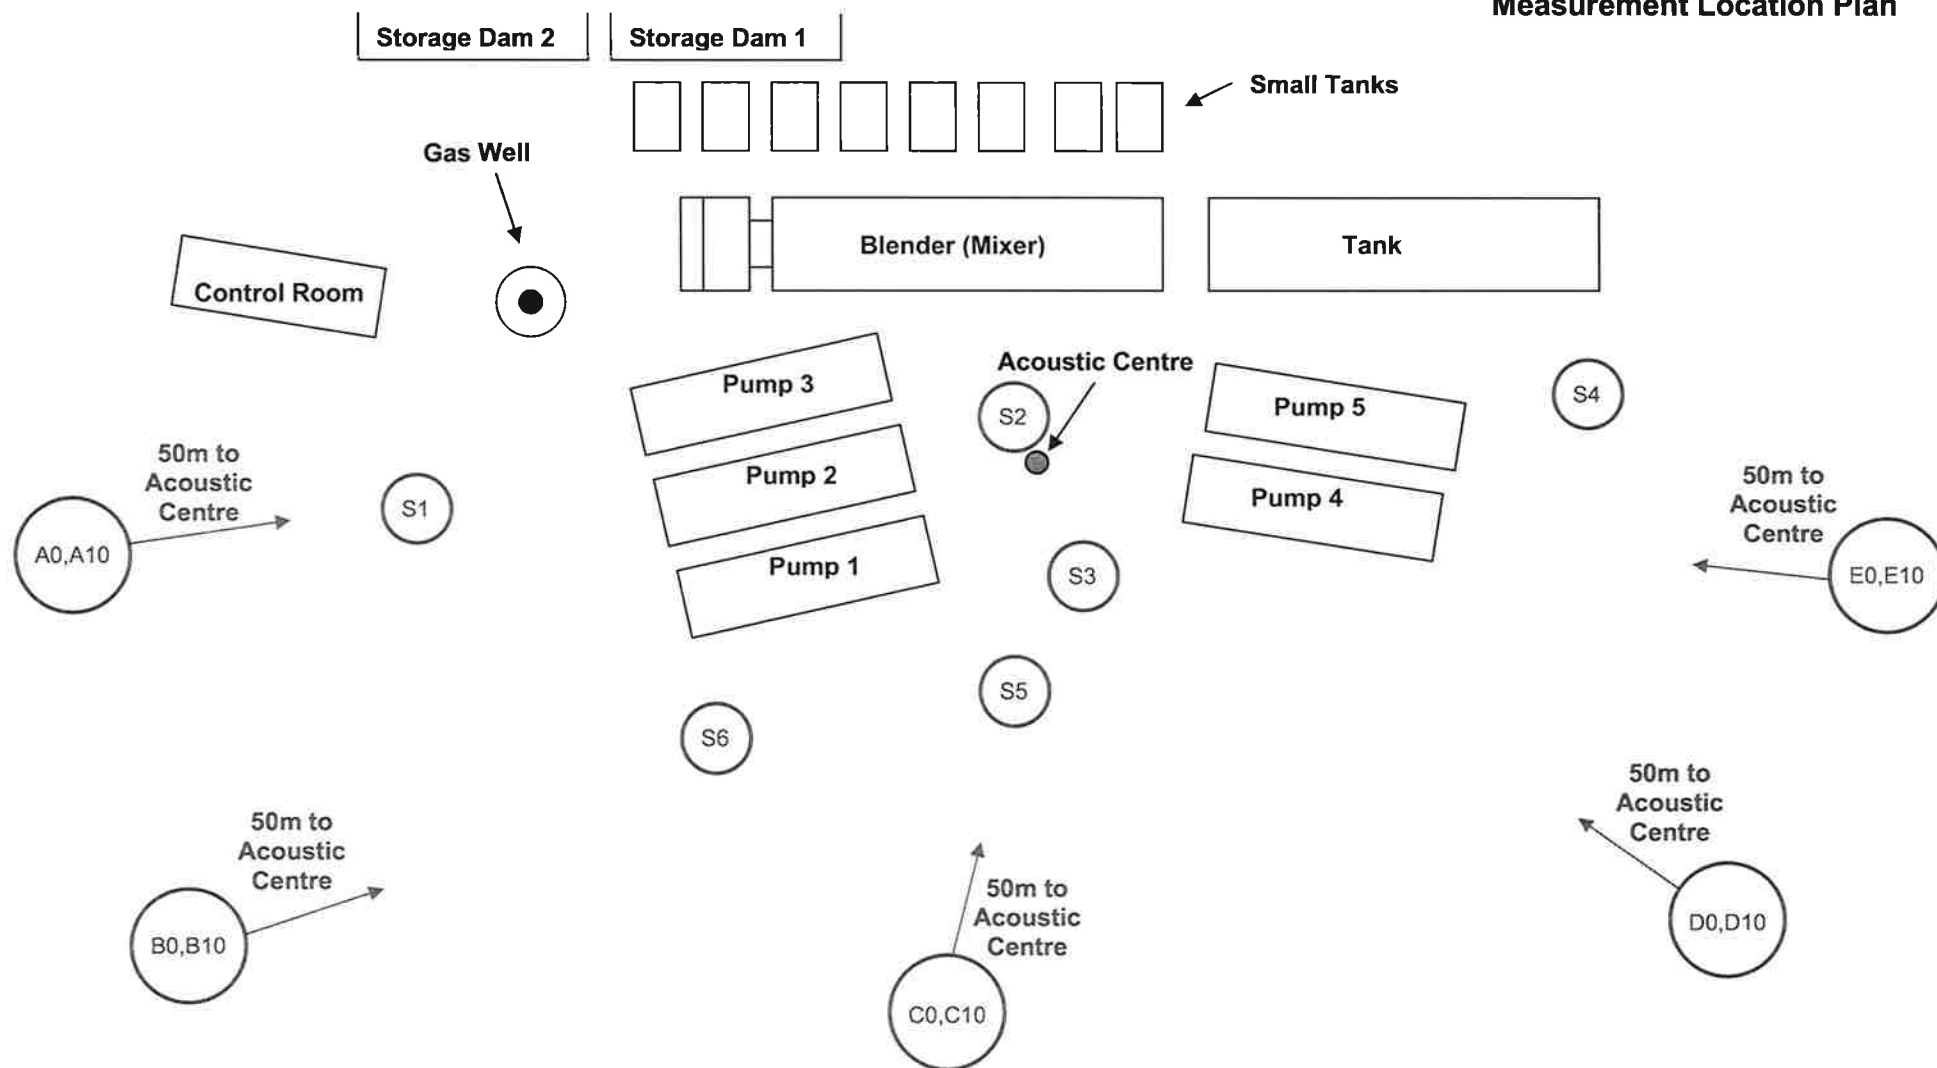 Measurement Location Plan
Storage Dam 2
Storage Dam 1
Small Tanks
Gas Well
Blender (Mixer)
Tank
Control Room
Acoustic Centre
Pump 3
S2
Pump 5
S4
50m to
Acoustic
Centre
Pump 2
50m to
Acoustic
Centre
S1
Pump 4
A0,A10
Pump 1
S3
E0,E10
S5
S6
50m to
Acoustic
Centre
50m to
Acoustic
Centre
50m to
Acoustic
Centre
B0,B10
D0,D10
C0,C10